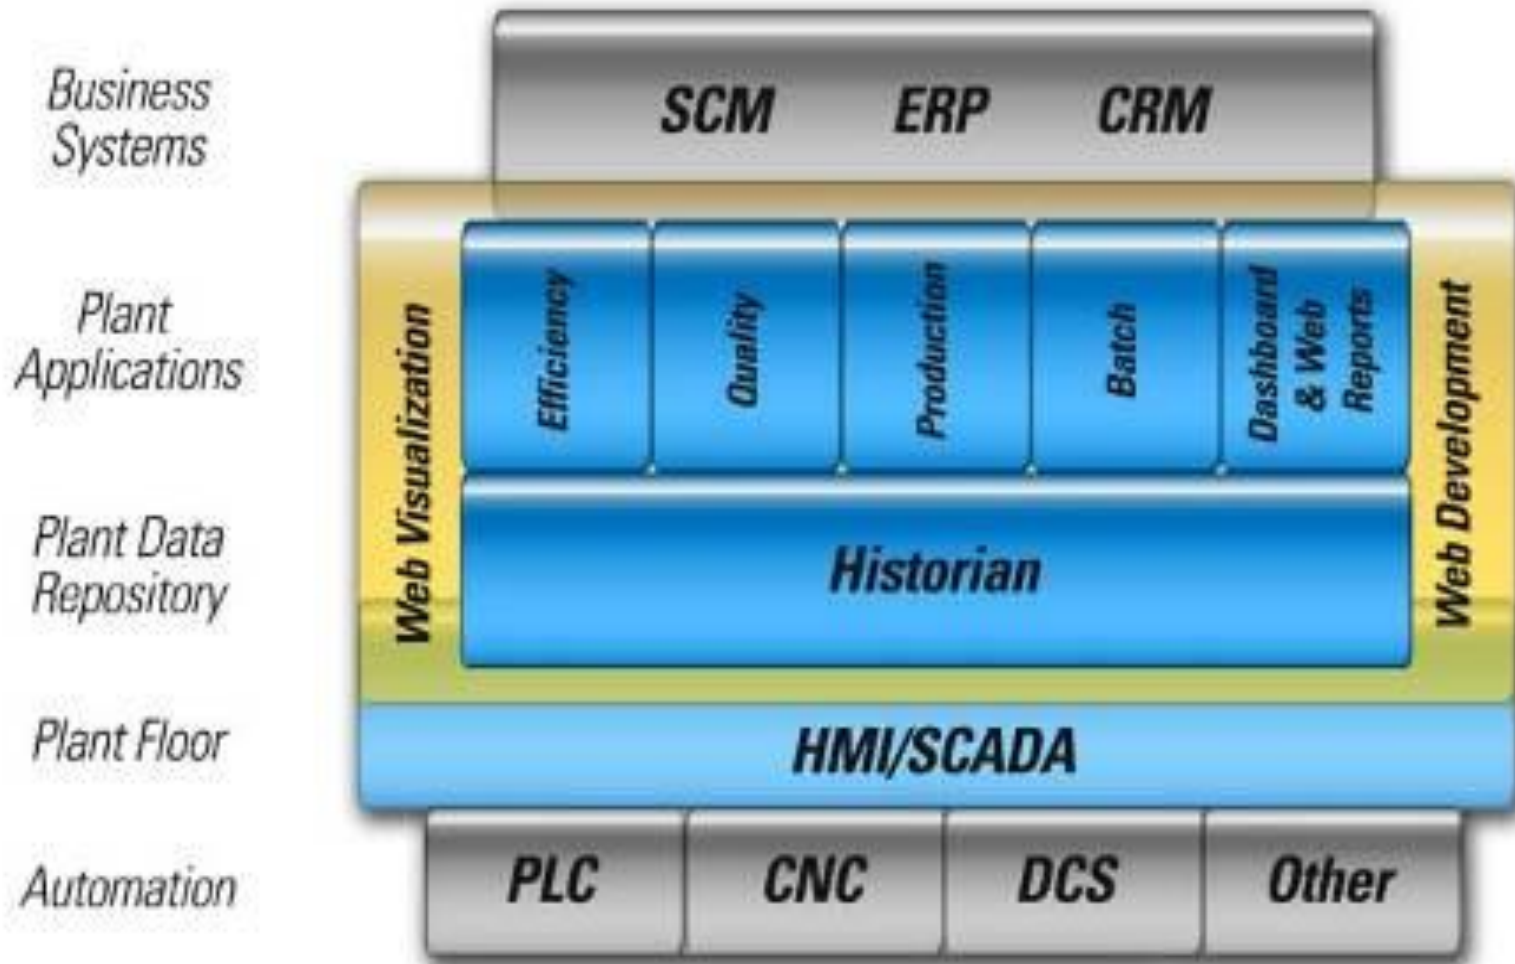 Business
Systems
SCM ERP CRM
Plant
Applications
Web Visualization
Efficiency
Quality
Production
Batch
Dashboard
& Web
Reports
Web Development
Plant Data
Repository
Historian
Plant Floor
HMI/SCADA
Automation
PLC CNC DCS Other